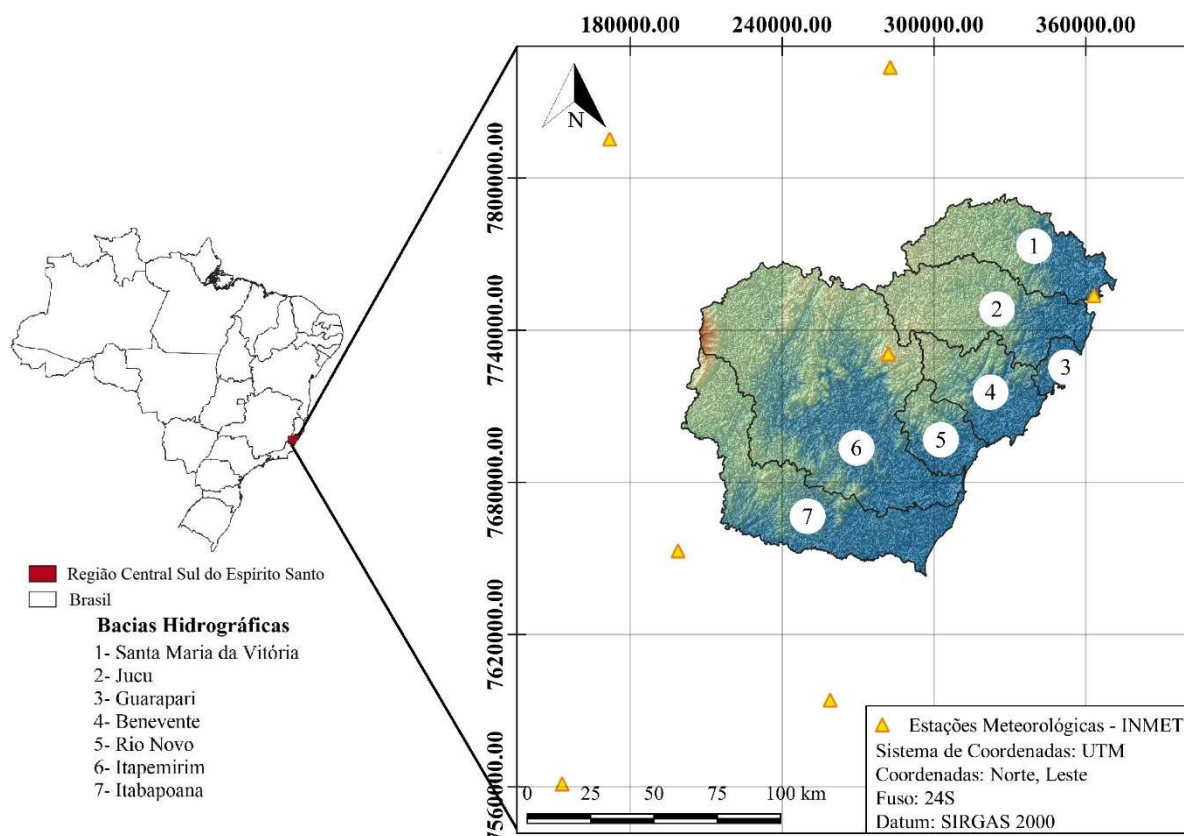 180000.00 240000.00 300000.00 360000.00
N
7800000.00
7740000.00
7680000.00
7620000.00
7560000.00
1
2
3
4
5
6
7
Região Central Sul do Espírito Santo
Brasil
Bacias Hidrográficas
1- Santa Maria da Vitória
2- Jucu
3- Guarapari
4- Benevente
5- Rio Novo
6- Itapemirim
7- Itabapoana
0 25 50 75 100 km
Estações Meteorológicas - INMET
Sistema de Coordenadas: UTM
Coordenadas: Norte, Leste
Fuso: 24S
Datum: SIRGAS 2000